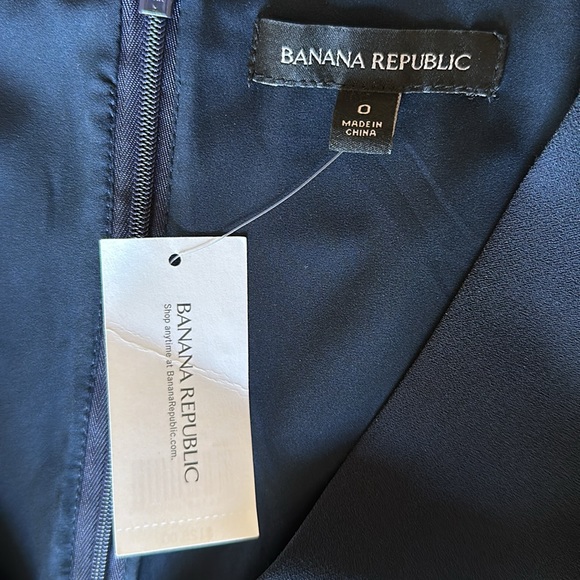 BANANA REPUBLIC
0
MADE IN
CHINA
BANANA REPUBLIC
Shop anytime at BananaRepublic.com.